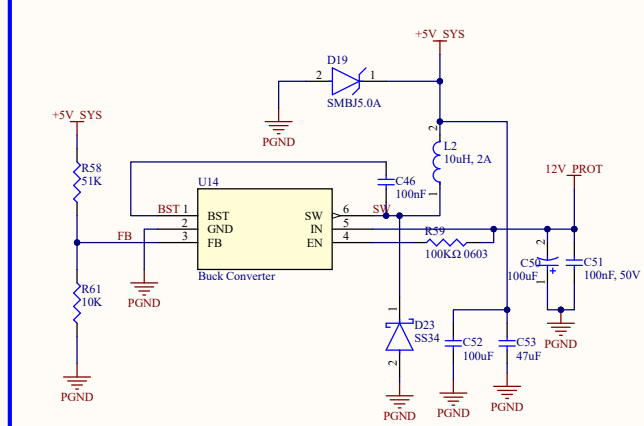 +5V_SYS
D19
2
1
SMBJ5.0A
PGND
+5V_SYS
2
L2
10uH, 2A
1
R58
51K
C46
100nF
12V_PROT
U14
BST 1
BST
SW
6
SW
2
GND
IN
5
FB
3
FB
EN
4
R59
100KΩ 0603
Buck Converter
2
C50
100uF
+
1
C51
100nF, 50V
R61
10K
PGND
PGND
1
D23
SS34
2
C52
100uF
C53
47uF
PGND
PGND
PGND
PGND